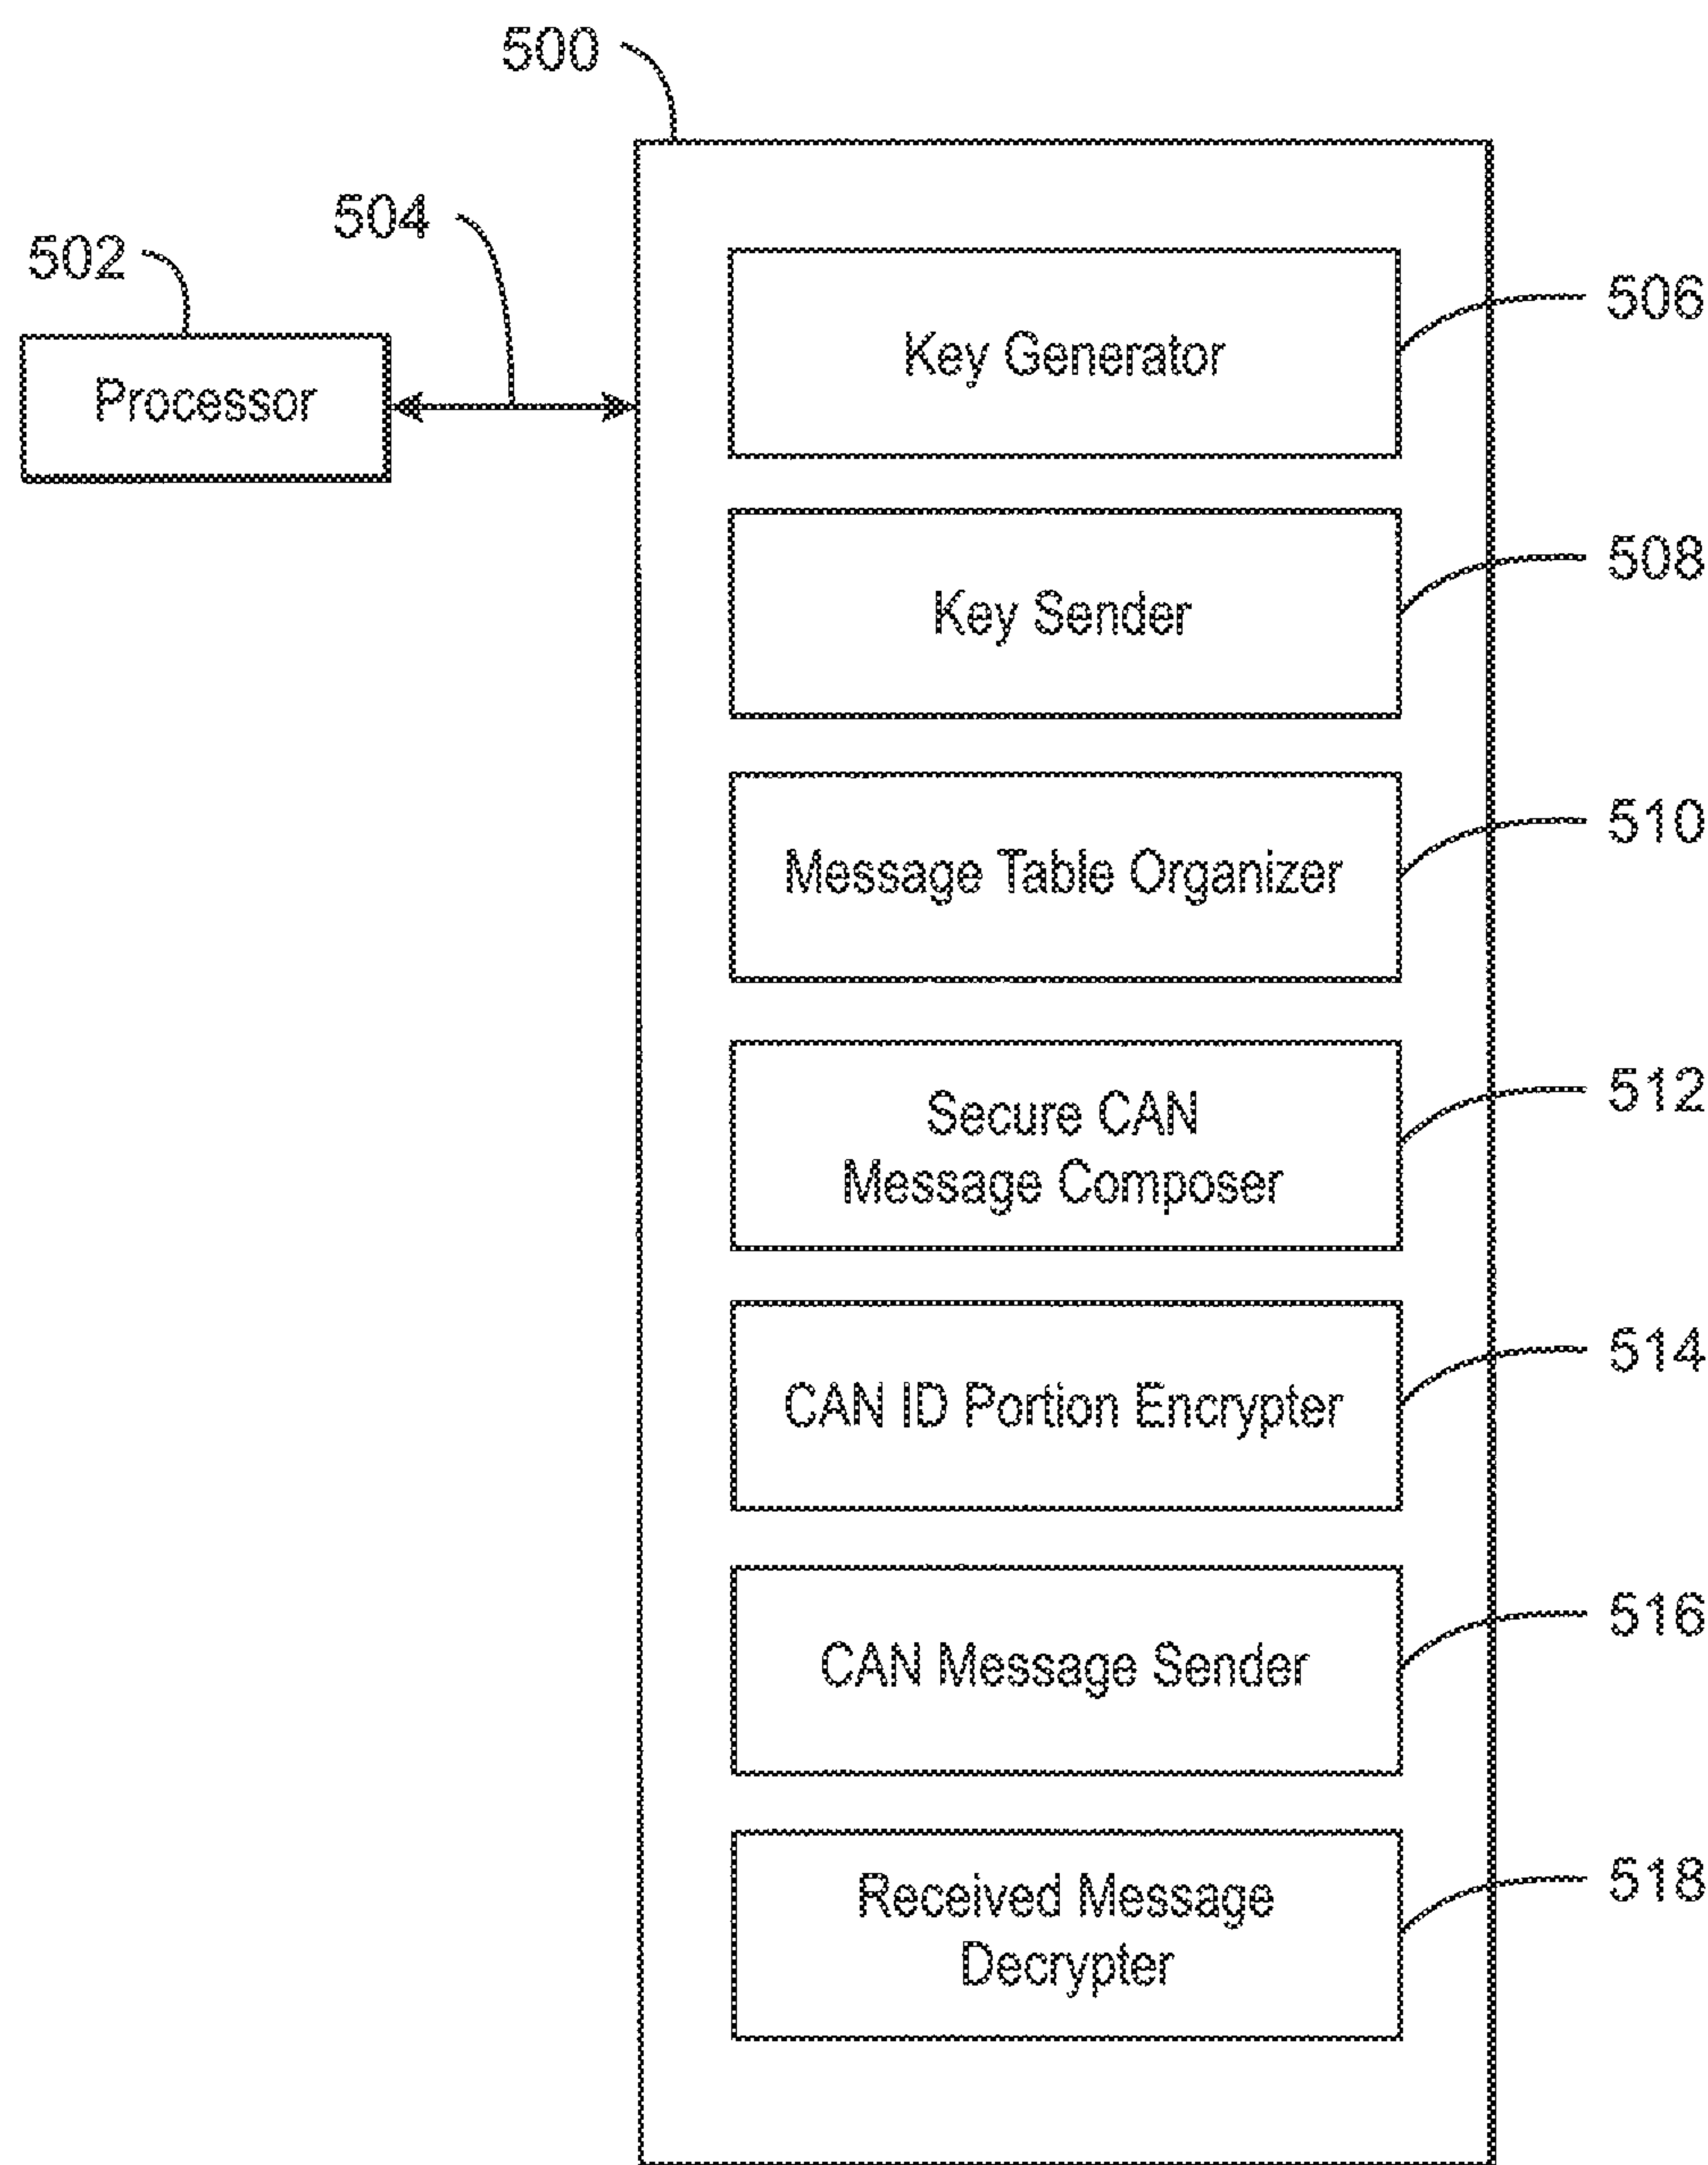 500
504
502
Processor
Key Generator
506
Key Sender
508
Message Table Organizer
510
Secure CAN
Message Composer
512
CAN ID Portion Encrypter
514
CAN Message Sender
516
Received Message
Decrypter
518